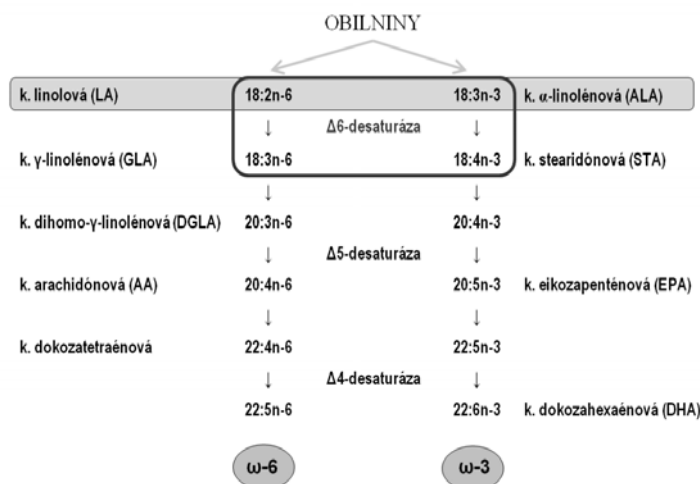 OBILNINY
k. linolová (LA) 18:2n-6 18:3n-3 k. α-linolénová (ALA)
↓ Δ6-desaturáza ↓
k. γ-linolénová (GLA) 18:3n-6 18:4n-3 k. stearidónová (STA)
↓ ↓
k. dihomo-γ-linolénová (DGLA) 20:3n-6 20:4n-3
↓ Δ5-desaturáza ↓
k. arachidónová (AA) 20:4n-6 20:5n-3 k. eikozapenténová (EPA)
↓ ↓
k. dokozatetraénová 22:4n-6 22:5n-3
↓ Δ4-desaturáza ↓
22:5n-6 22:6n-3 k. dokozahexaénová (DHA)
ω-6 ω-3